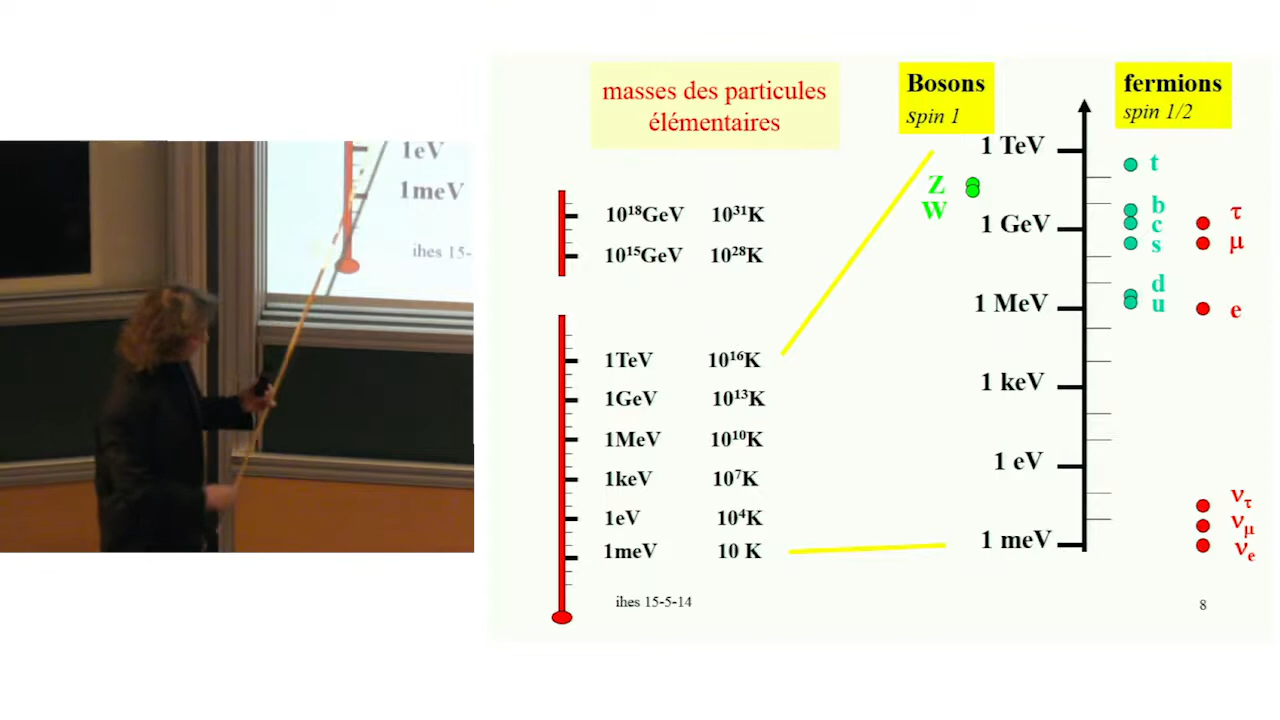 1eV
1meV
ihes 15-
masses des particules
élémentaires
10¹⁸GeV 10³¹K
10¹⁵GeV 10²⁸K
1TeV 10¹⁶K
1GeV 10¹³K
1MeV 10¹⁰K
1keV 10⁷K
1eV 10⁴K
1meV 10 K
ihes 15-5-14
Bosons
Spin 1
fermions
spin 1/2
1 TeV
1 GeV
1 MeV
1 keV
1 eV
1 meV
Z
W
t
b
c
s
d
u
τ
μ
e
ντ
νμ
νe
8